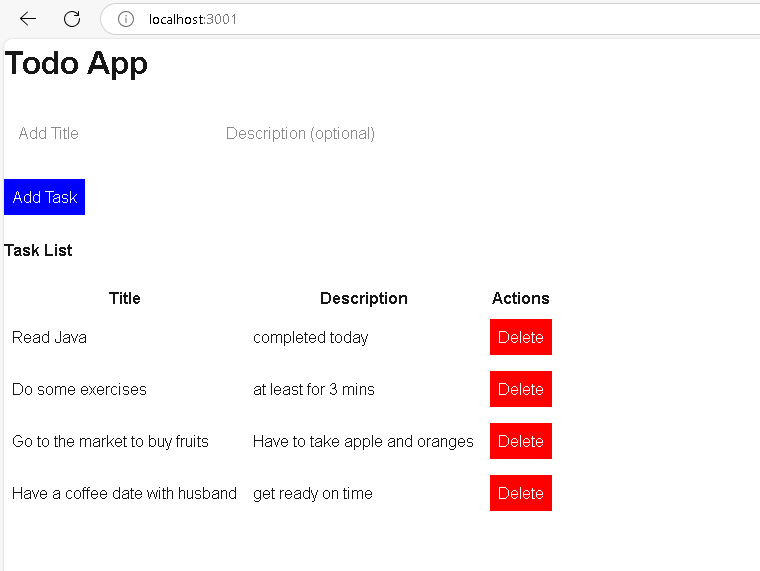 localhost:3001
Todo App
Add Title Description (optional)
Add Task
Task List
Title Description Actions
Read Java completed today Delete
Do some exercises at least for 3 mins Delete
Go to the market to buy fruits Have to take apple and oranges Delete
Have a coffee date with husband get ready on time Delete